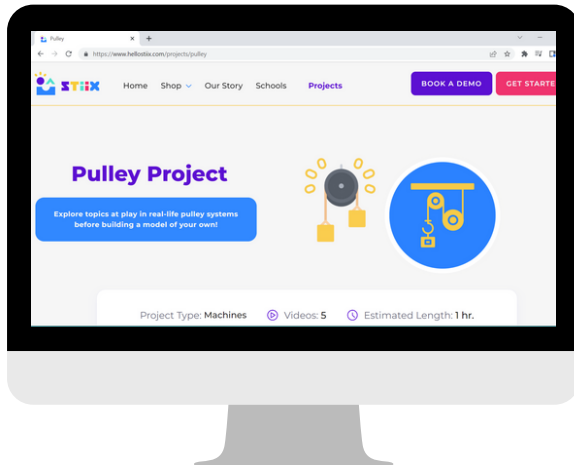 Pulley
https://www.hellostiix.com/projects/pulley
STiiX
Home Shop Our Story Schools Projects
BOOK A DEMO
GET STARTE
Pulley Project
Explore topics at play in real-life pulley systems
before building a model of your own!
Project Type: Machines Videos: 5 Estimated Length: 1 hr.